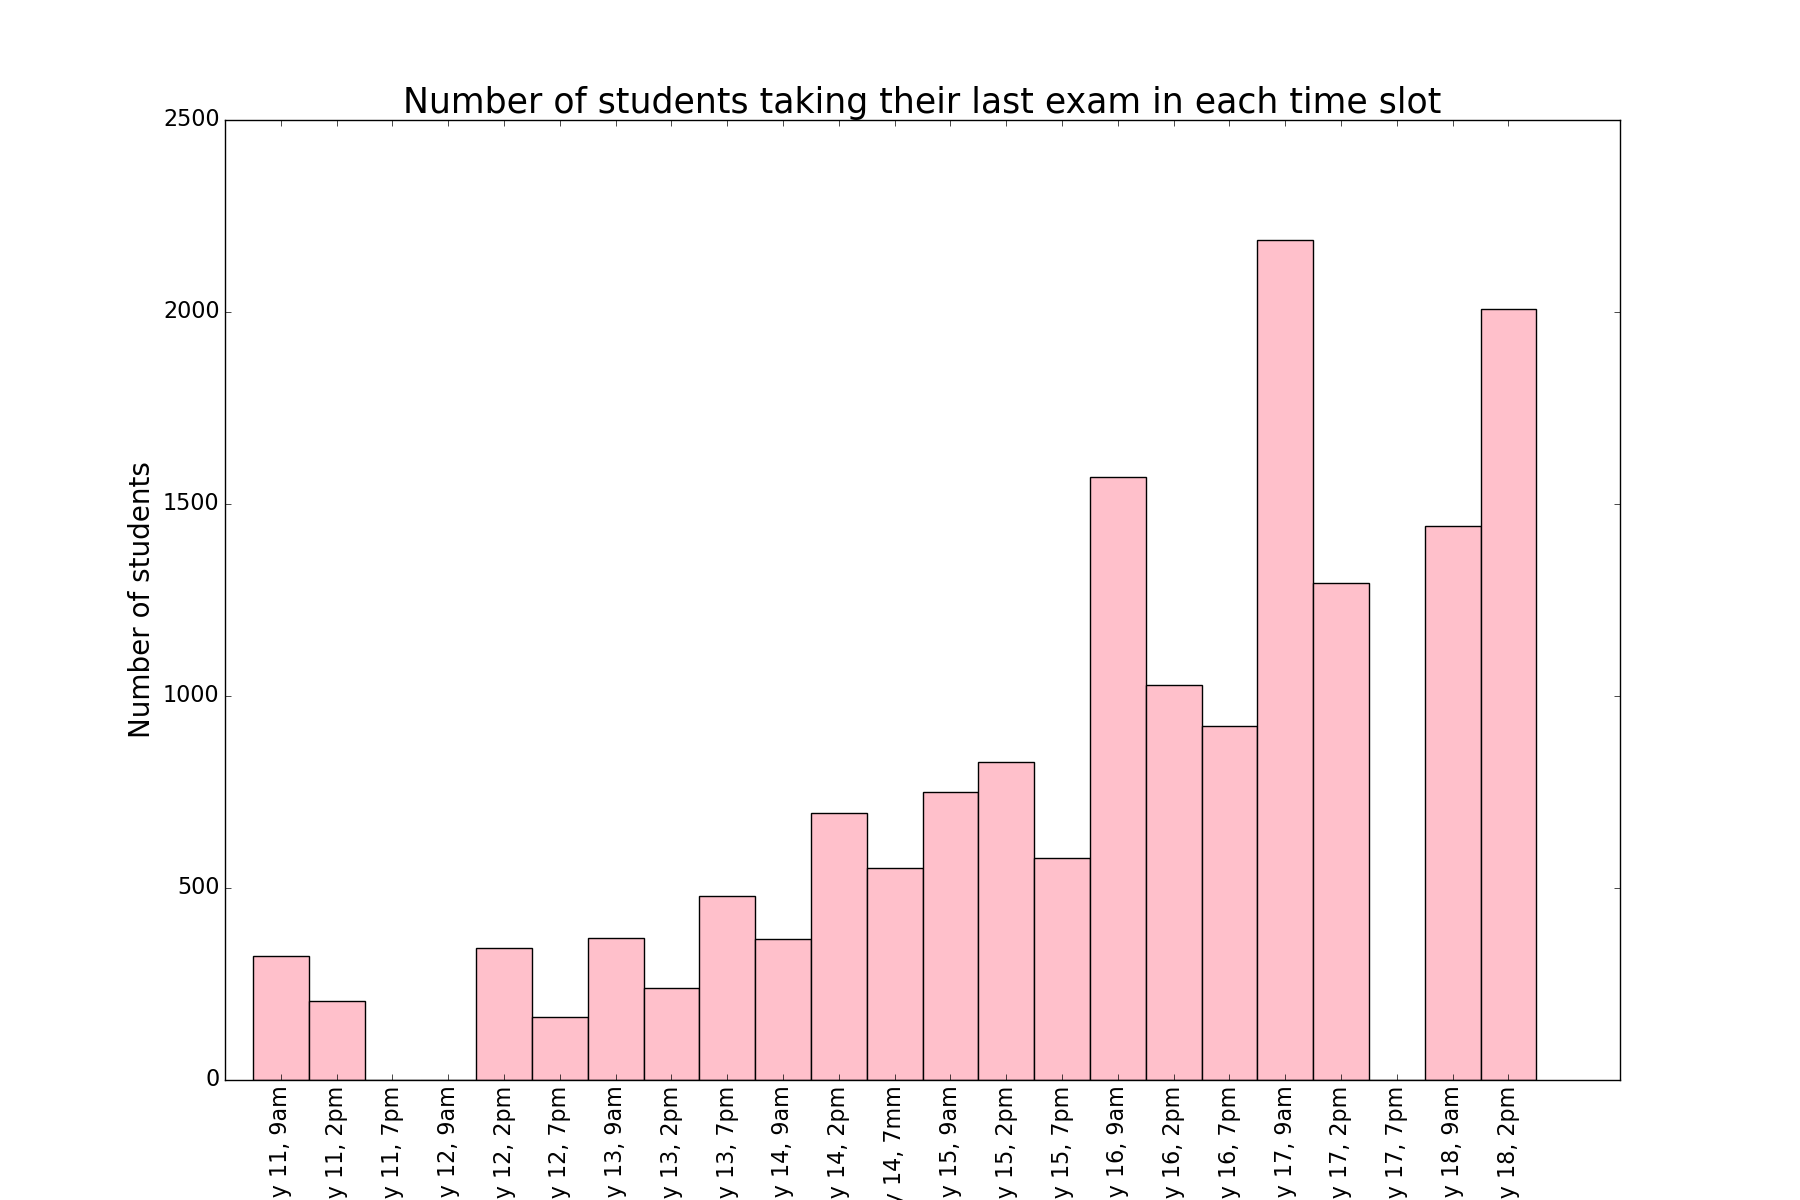 Number of students taking their last exam in each time slot
Number of students
2500
2000
1500
1000
500
0
y 11, 9am
y 11, 2pm
y 11, 7pm
y 12, 9am
y 12, 2pm
y 12, 7pm
y 13, 9am
y 13, 2pm
y 13, 7pm
y 14, 9am
y 14, 2pm
y 14, 7mm
y 15, 9am
y 15, 2pm
y 15, 7pm
y 16, 9am
y 16, 2pm
y 16, 7pm
y 17, 9am
y 17, 2pm
y 17, 7pm
y 18, 9am
y 18, 2pm